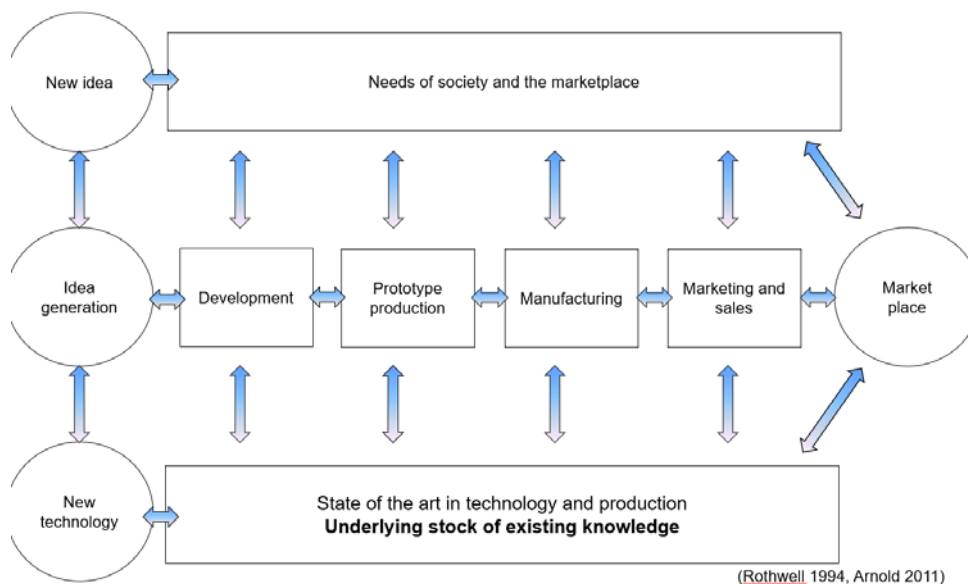 New idea
Needs of society and the marketplace
Idea
generation
Development
Prototype
production
Manufacturing
Marketing and
sales
Market
place
New
technology
State of the art in technology and production
Underlying stock of existing knowledge
(Rothwell 1994, Arnold 2011)